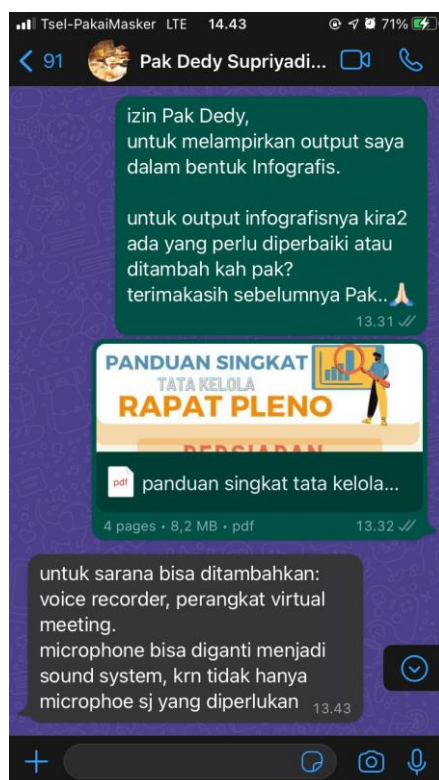 Tsel-PakaiMasker LTE 14.43 71%
91 Pak Dedy Supriyadi...
izin Pak Dedy,
untuk melampirkan output saya
dalam bentuk Infografis.
untuk output infografisnya kira2
ada yang perlu diperbaiki atau
ditambah kah pak?
terimakasih sebelumnya Pak..🙏🏻
13.31
PANDUAN SINGKAT
TATA KELOLA
RAPAT PLENO
PERSIAPAN
pdf panduan singkat tata kelola...
4 pages • 8,2 MB • pdf 13.32
untuk sarana bisa ditambahkan:
voice recorder, perangkat virtual
meeting.
microphone bisa diganti menjadi
sound system, krn tidak hanya
microphoe sj yang diperlukan 13.43